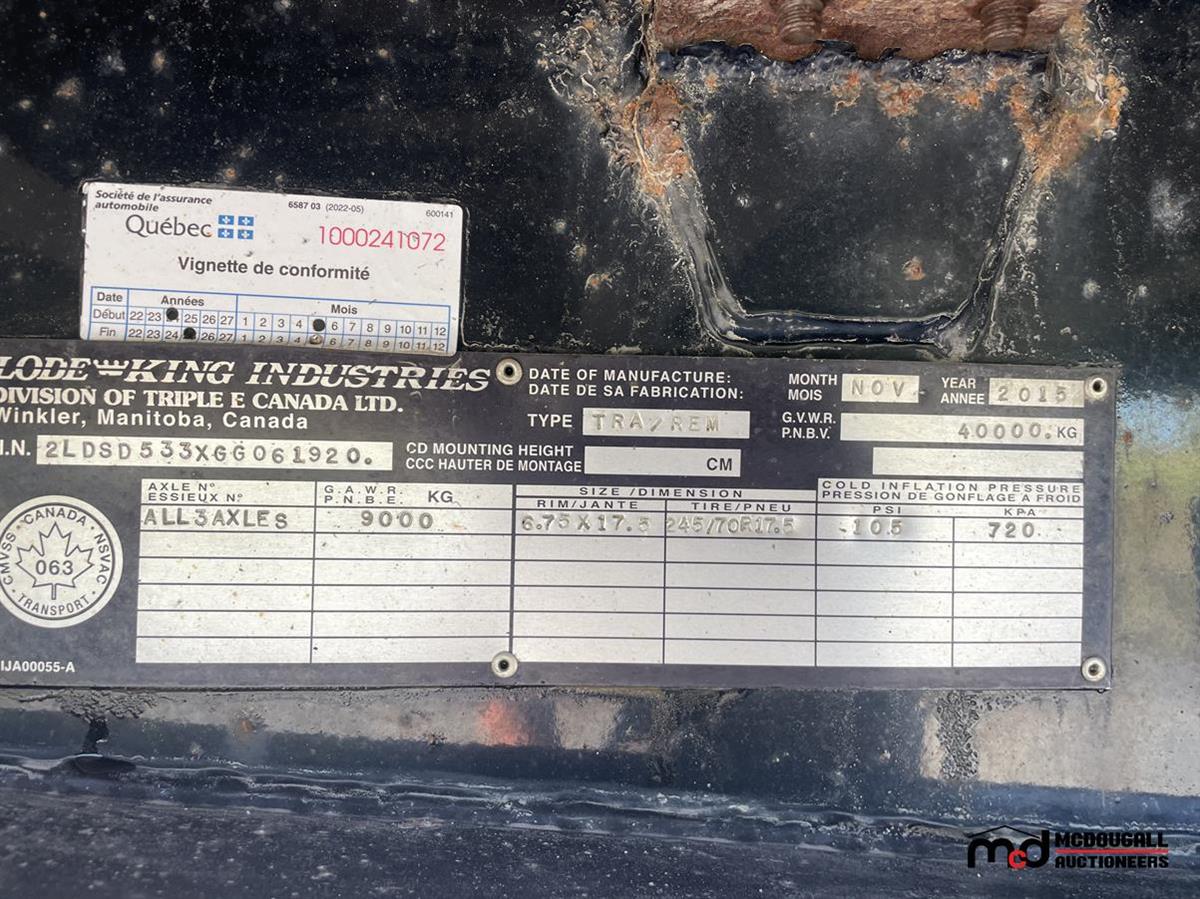 Société de l'assurance
automobile
6587 03 (2022-05)
600141
Québec
1000241072
Vignette de conformité
Date Années Mois
Début 22 23 25 26 27 1 2 3 4 6 7 8 9 10 11 12
Fin 22 23 24 26 27 1 2 3 4 6 7 8 9 10 11 12
LODE KING INDUSTRIES
DIVISION OF TRIPLE E CANADA LTD.
Winkler, Manitoba, Canada
DATE OF MANUFACTURE:
DATE DE SA FABRICATION:
MONTH
MOIS
NOV
YEAR
ANNEE
2015
TYPE TRA/REM
G.V.W.R.
P.N.B.V.
40000. KG
I.N. 2LDSD533XGG061920.
CD MOUNTING HEIGHT
CCC HAUTER DE MONTAGE
CM
AXLE Nº
ESSIEUX Nº
G.A.W.R.
P.N.B.E. KG
SIZE / DIMENSION
RIM/JANTE TIRE/PNEU
COLD INFLATION PRESSURE
PRESSION DE GONFLAGE A FROID
PSI KPA
ALL3AXLES 9000 6.75X17.5 245/70R17.5 105 720
CANADA
CMVSS NSVAC
063
TRANSPORT
IJA00055-A
mcd MCDOUGALL
AUCTIONEERS